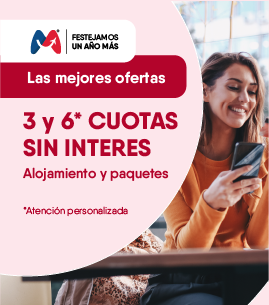 FESTEJAMOS
UN AÑO MÁS
Las mejores ofertas
3 y 6* CUOTAS
SIN INTERES
Alojamiento y paquetes
*Atención personalizada